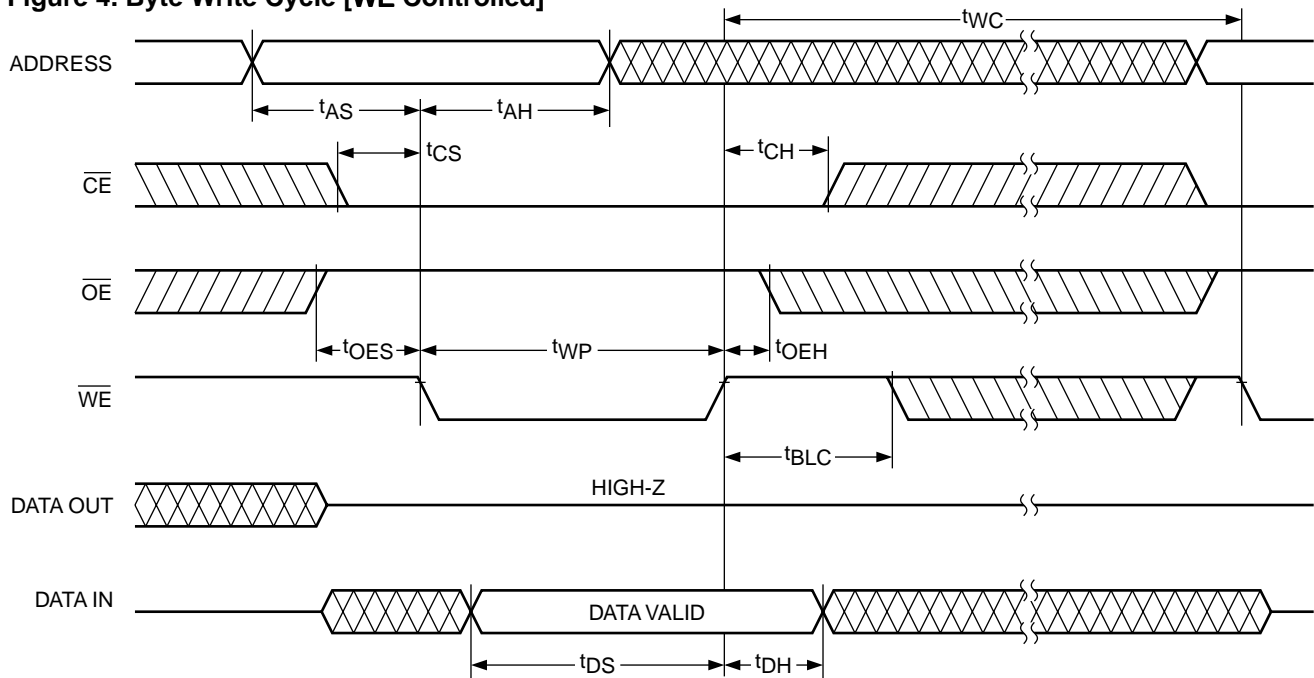 Figure 4. Byte Write Cycle [WE Controlled]
tWC
ADDRESS
tAS
tAH
tCS
tCH
CE
OE
tOES
tWP
tOEH
WE
tBLC
DATA OUT
HIGH-Z
DATA IN
DATA VALID
tDS
tDH